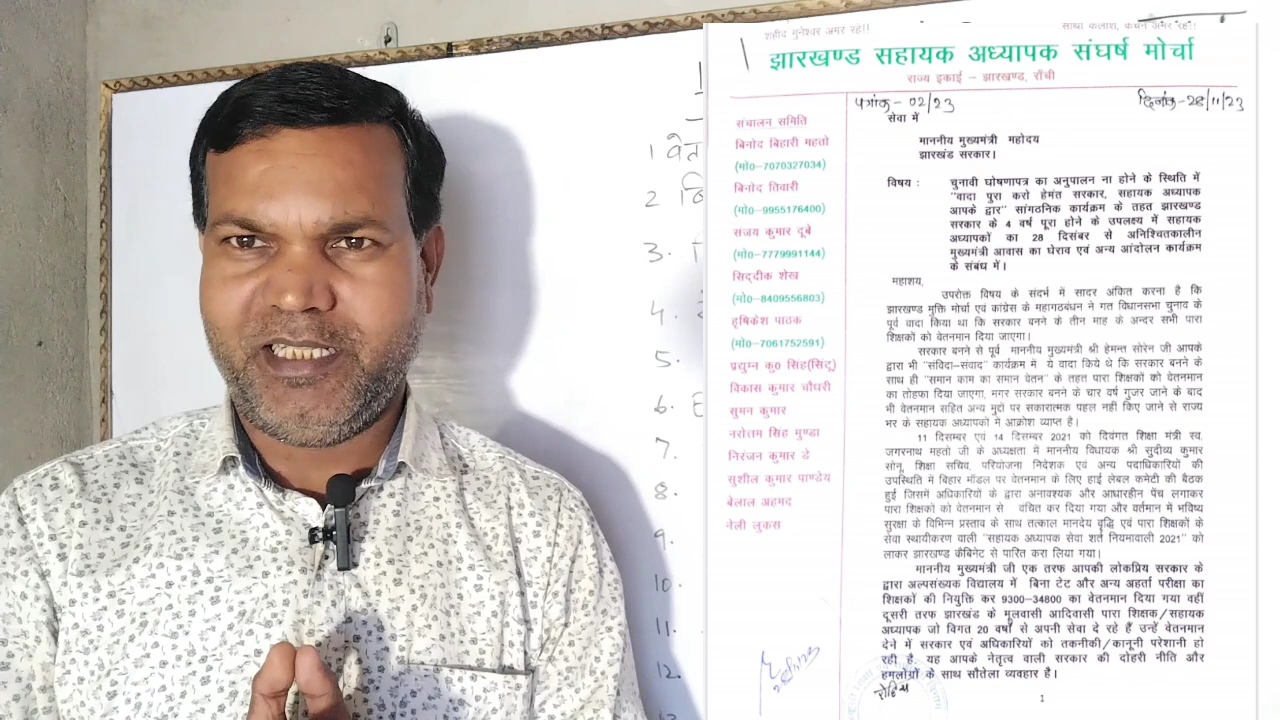 1 वेत
2 बि
3.
4.
5.
6. E
7.
8.
9.
10.
11.
12.
शहीद मुनेश्वर अमर रहे!!
साथी कैलाश, कंचन अमर रहे!!
झारखण्ड सहायक अध्यापक संघर्ष मोर्चा
राज्य इकाई – झारखण्ड, राँची
पत्रांक- 02/23
दिनांक-28/11/23
संचालन समिति
बिनोद बिहारी महतो
(मो0-7070327034)
बिनोद तिवारी
(मो0-9955176400)
संजय कुमार दूबे
(मो0-7779991144)
सिद्दीक शेख
(मो0-8409556803)
हृषिकेश पाठक
(मो0-7061752591)
प्रद्युम्न कु0 सिंह(सिंटू)
विकास कुमार चौधरी
सुमन कुमार
नरोतम सिंह मुण्डा
निरंजन कुमार डे
सुशील कुमार पाण्डेय
बेलाल अहमद
नेली लुकस
सेवा में
माननीय मुख्यमंत्री महोदय
झारखंड सरकार।
विषय : चुनावी घोषणापत्र का अनुपालन ना होने के स्थिति में
"वादा पुरा करो हेमंत सरकार, सहायक अध्यापक
आपके द्वार" सांगठनिक कार्यक्रम के तहत झारखण्ड
सरकार के 4 वर्ष पूरा होने के उपलक्ष्य में सहायक
अध्यापकों का 28 दिसंबर से अनिश्चितकालीन
मुख्यमंत्री आवास का घेराव एवं अन्य आंदोलन कार्यक्रम
के संबध में।
महाशय,
उपरोक्त विषय के संदर्भ में सादर अंकित करना है कि
झारखण्ड मुक्ति मोर्चा एवं कांग्रेस के महागठबंधन ने गत विधानसभा चुनाव के
पूर्व वादा किया था कि सरकार बनने के तीन माह के अन्दर सभी पारा
शिक्षकों को वेतनमान दिया जाएगा।
सरकार बनने से पूर्व माननीय मुख्यमंत्री श्री हेमन्त सोरेन जी आपके
द्वारा भी "संविदा–संवाद" कार्यक्रम में ये वादा किये थे कि सरकार बनने के
साथ ही "समान काम का समान वेतन" के तहत पारा शिक्षकों को वेतनमान
का तोहफा दिया जाएगा, मगर सरकार बनने के चार वर्ष गुजर जाने के बाद
भी वेतनमान सहित अन्य मुद्दो पर सकारात्मक पहल नहीं किए जाने से राज्य
भर के सहायक अध्यापकों में आक्रोश व्याप्त है।
11 दिसम्बर एवं 14 दिसम्बर 2021 को दिवंगत शिक्षा मंत्री स्व.
जगरनाथ महतो जी के अध्यक्षता में माननीय विधायक श्री सुदीव्य कुमार
सोनू, शिक्षा सचिव, परियोजना निदेशक एवं अन्य पदाधिकारियों की
उपस्थिति में बिहार मॉडल पर वेतनमान के लिए हाई लेबल कमेटी की बैठक
हुई जिसमें अधिकारियों के द्वारा अनावश्यक और आधारहीन पेंच लगाकर
पारा शिक्षकों को वेतनमान से वंचित कर दिया गया और वर्तमान में भविष्य
सुरक्षा के विभिन्न प्रस्ताव के साथ तत्काल मानदेय वृद्धि एवं पारा शिक्षकों के
सेवा स्थायीकरण वाली "सहायक अध्यापक सेवा शर्त नियमावाली 2021" को
लाकर झारखण्ड कैबिनेट से पारित करा लिया गया।
माननीय मुख्यमंत्री जी एक तरफ आपकी लोकप्रिय सरकार के
द्वारा अल्पसंख्यक विद्यालय में बिना टेट और अन्य अहर्ता परीक्षा का
शिक्षकों की नियुक्ति कर 9300-34800 का वेतनमान दिया गया वहीं
दूसरी तरफ झारखंड के मूलवासी आदिवासी पारा शिक्षक/सहायक
अध्यापक जो विगत 20 वर्षों से अपनी सेवा दे रहे हैं उन्हें वेतनमान
देने में सरकार एवं अधिकारियों को तकनीकी/कानूनी परेशानी हो
रही है, यह आपके नेतृत्व वाली सरकार की दोहरी नीति और
हमलोगों के साथ सौतेला व्यवहार है।
1